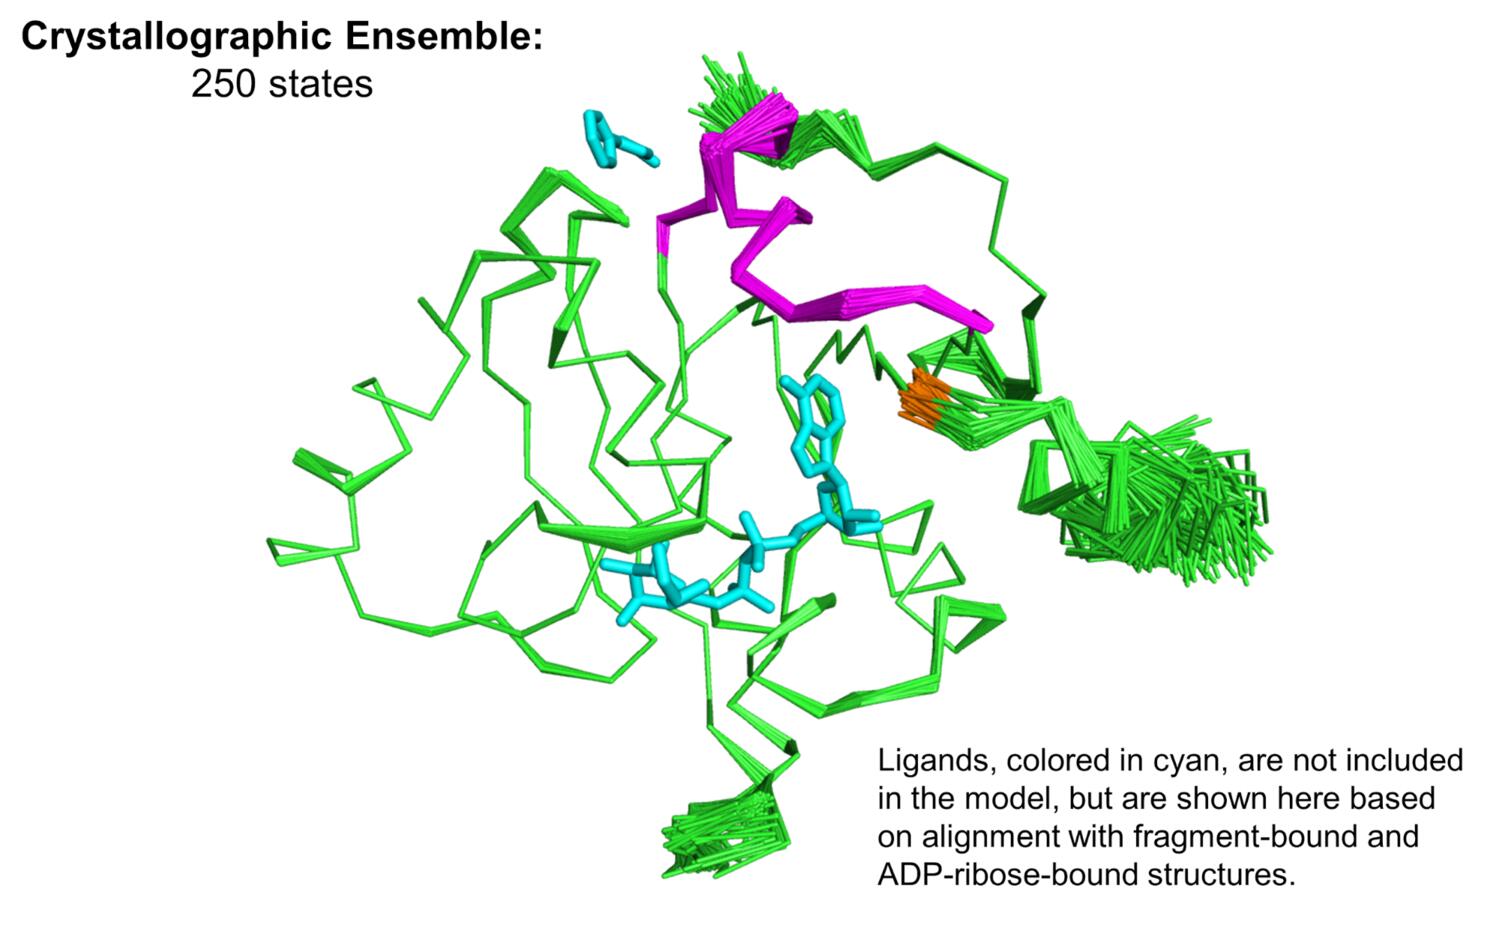 Crystallographic Ensemble:
250 states
Ligands, colored in cyan, are not included
in the model, but are shown here based
on alignment with fragment-bound and
ADP-ribose-bound structures.